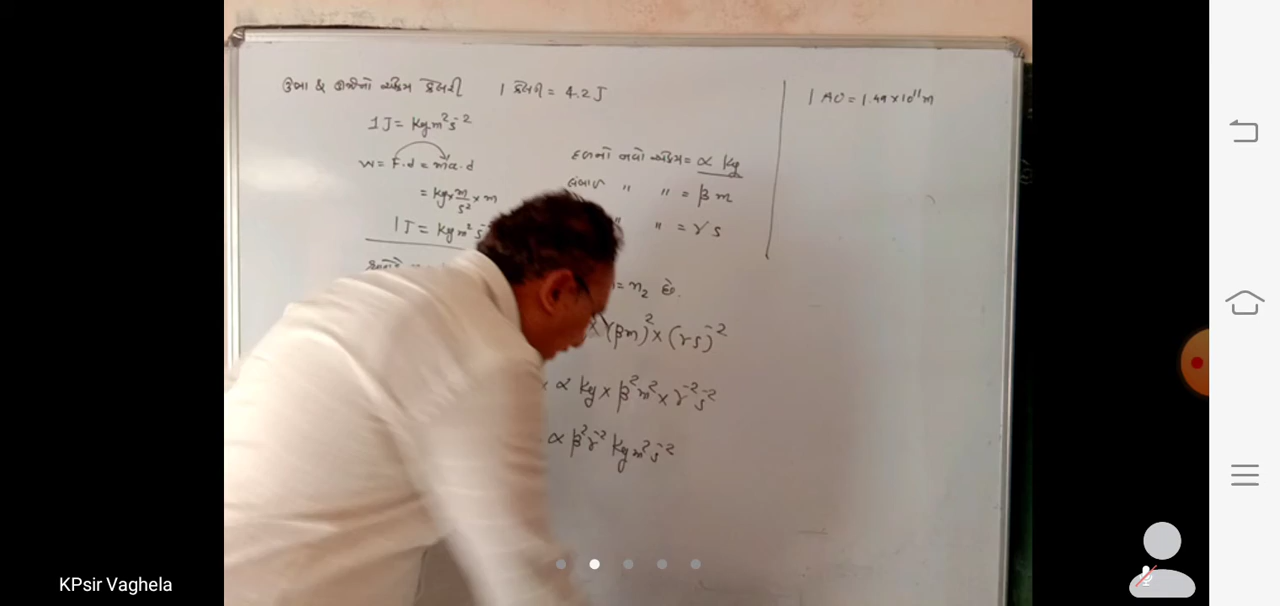 ઉષ્મા & ઊર્જાનો એકમ કેલરી 1 કેલરી = 4.2 J
1 AU = 1.49 × 10¹¹ m
1 J = kg m² s⁻²
W = F·d = ma·d
= kg × m/s² × m
1 J = kg m² s
દળનો નવો એકમ = α kg
લંબાઈ " " = β m
" " = γ s
= n₂ છે.
(βm)² × (γs)⁻²
α kg × β² m² × γ⁻² s⁻²
α β² γ⁻² kg m² s⁻²
KPsir Vaghela